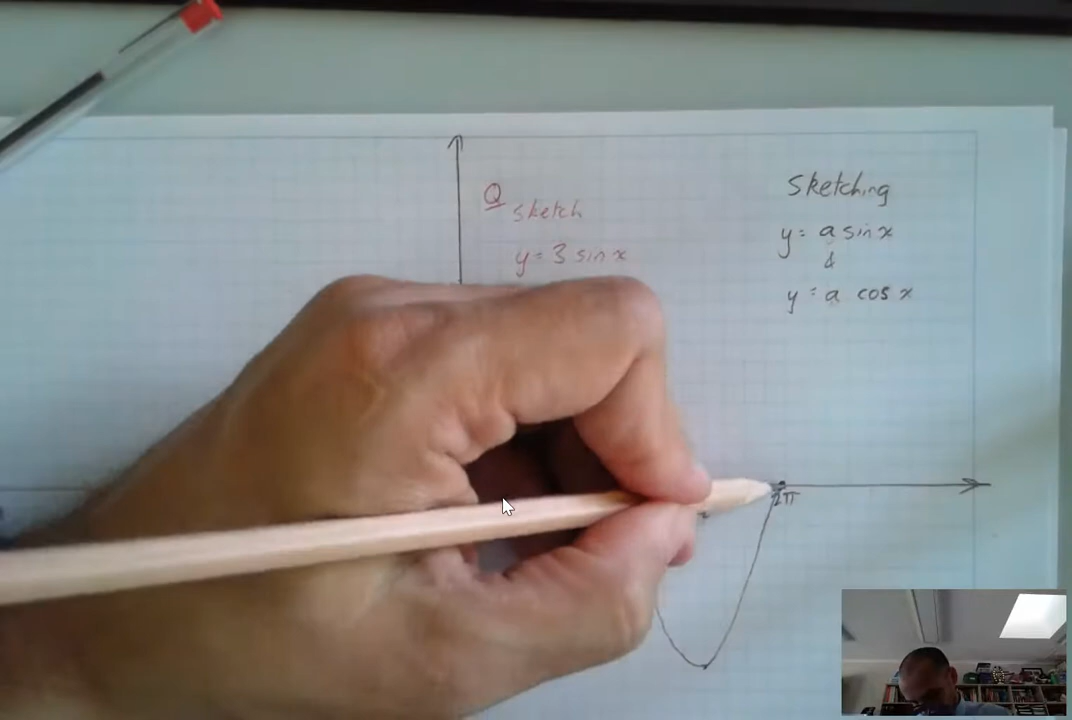 Q
sketch
y = 3 sin x
Sketching
y = a sin x
&
y = a cos x
2π